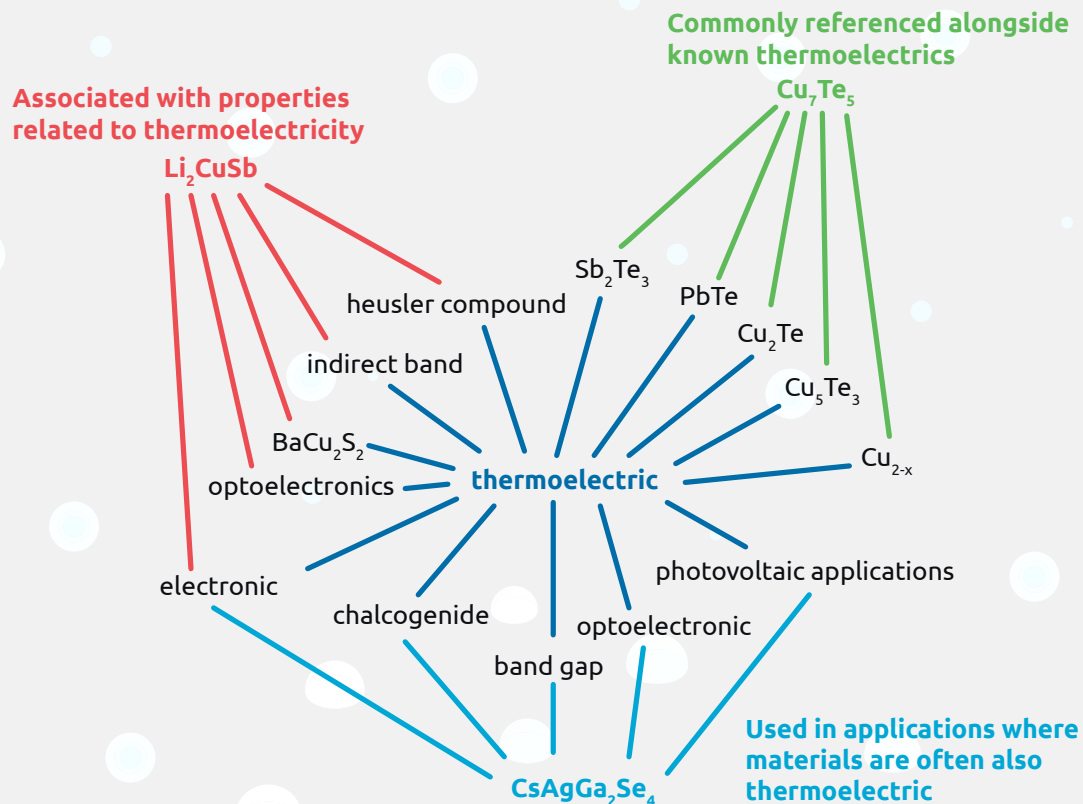 Commonly referenced alongside
known thermoelectrics
Cu₇Te₅
Associated with properties
related to thermoelectricity
Li₂CuSb
Sb₂Te₃
PbTe
heusler compound
Cu₂Te
indirect band
Cu₅Te₃
BaCu₂S₂
Cu₂₋ₓ
optoelectronics
thermoelectric
electronic
photovoltaic applications
chalcogenide
optoelectronic
band gap
Used in applications where
materials are often also
thermoelectric
CsAgGa₂Se₄